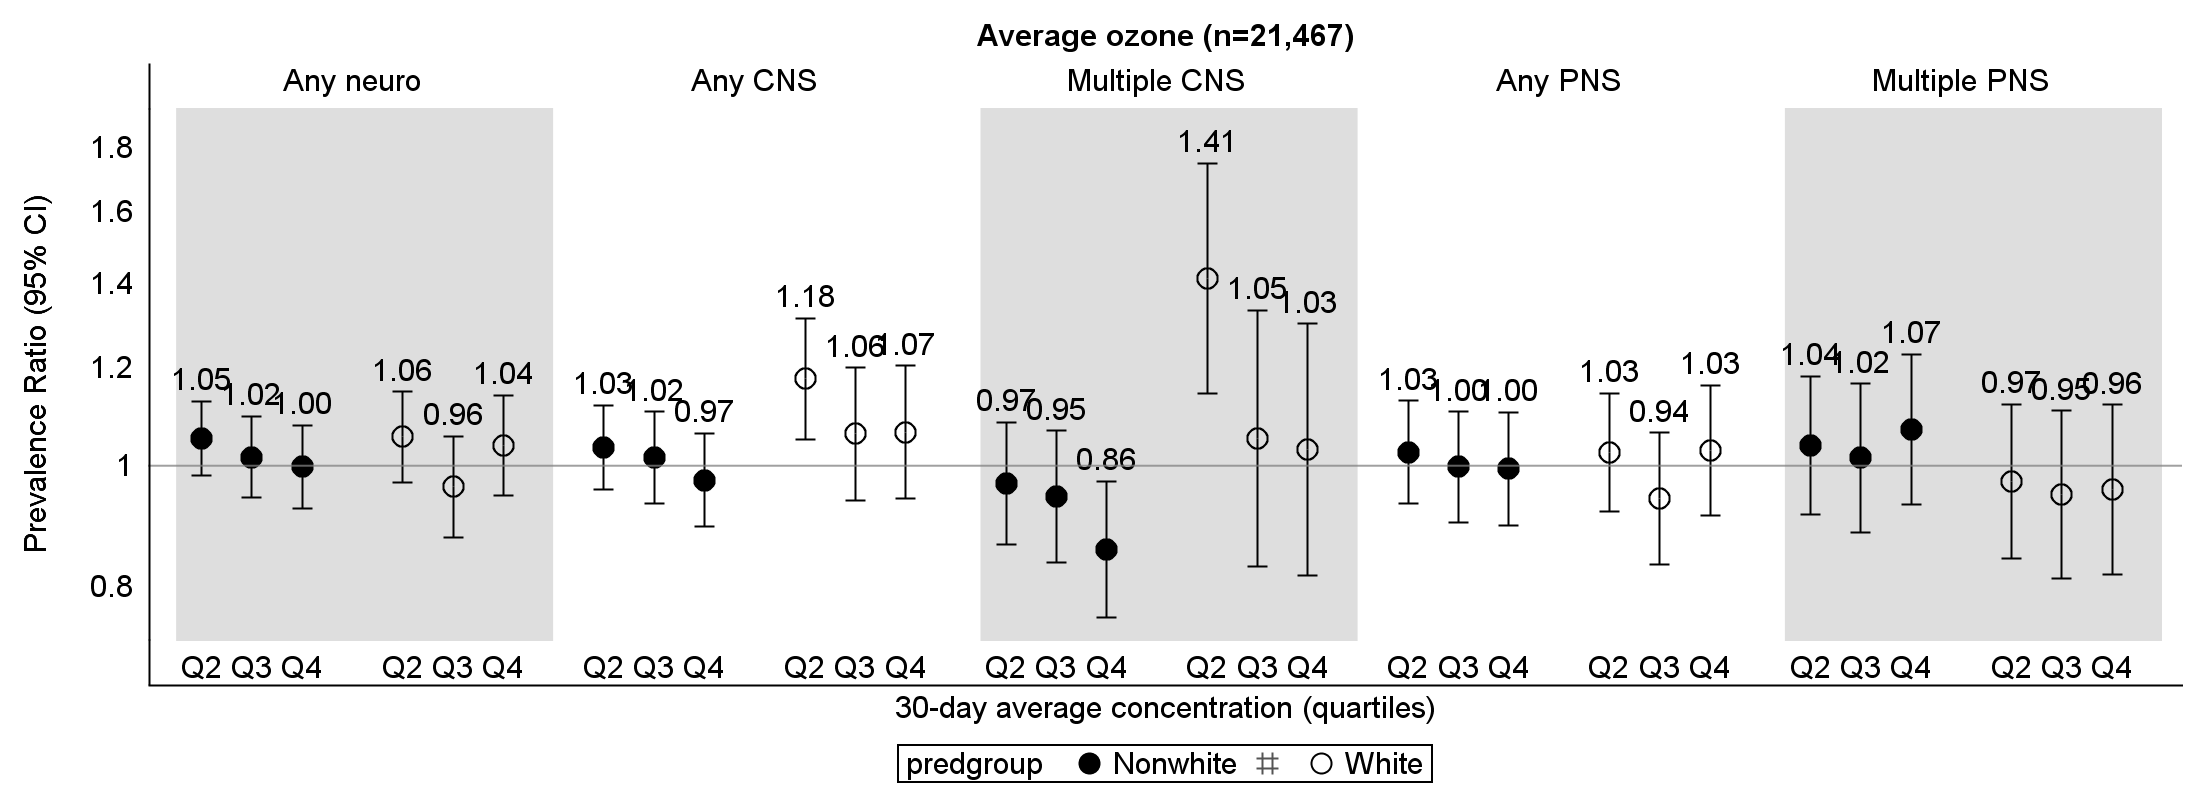 Average ozone (n=21,467)
Any neuro Any CNS Multiple CNS Any PNS Multiple PNS
Prevalence Ratio (95% CI)
1.8
1.6
1.4
1.2
1
0.8
1.05 1.02 1.00 1.06 0.96 1.04
1.03 1.02 0.97 1.18 1.06 1.07
0.97 0.95 0.86 1.41 1.05 1.03
1.03 1.00 1.00 1.03 0.94 1.03
1.04 1.02 1.07 0.97 0.95 0.96
Q2 Q3 Q4 Q2 Q3 Q4 Q2 Q3 Q4 Q2 Q3 Q4 Q2 Q3 Q4 Q2 Q3 Q4 Q2 Q3 Q4 Q2 Q3 Q4 Q2 Q3 Q4 Q2 Q3 Q4
30-day average concentration (quartiles)
predgroup Nonwhite White